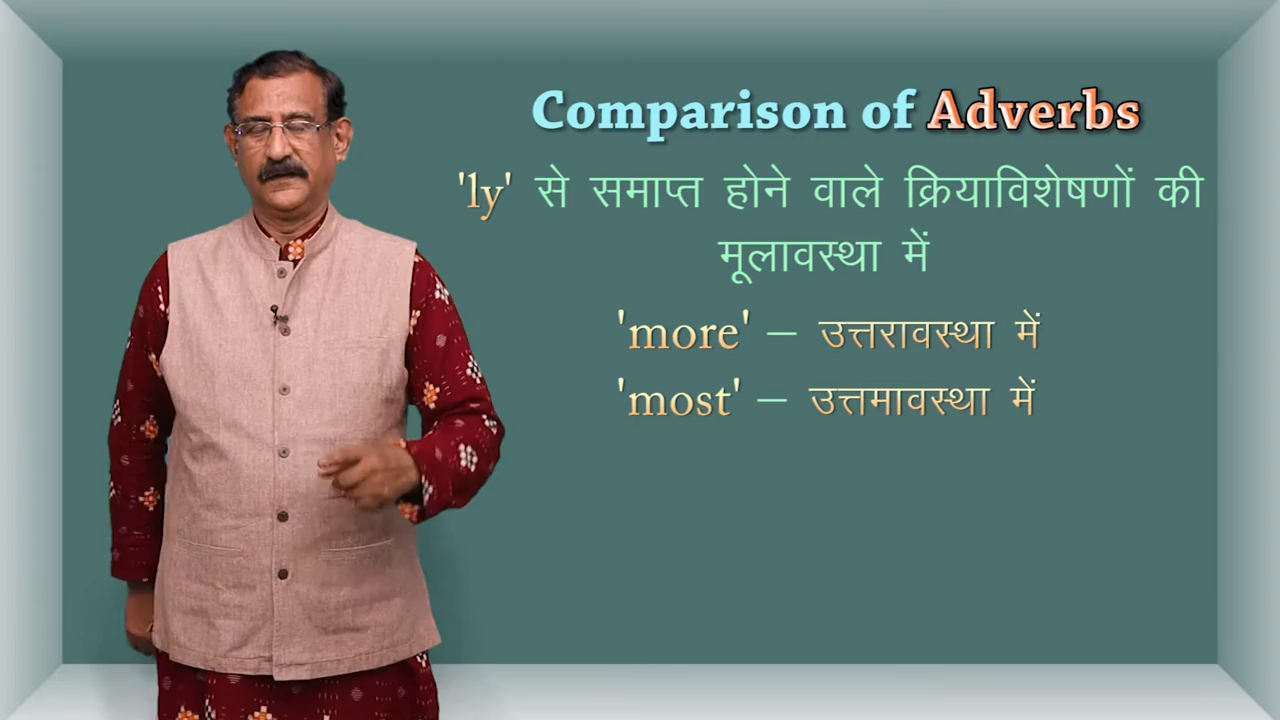 Comparison of Adverbs
'ly' से समाप्त होने वाले क्रियाविशेषणों की
मूलावस्था में
'more' – उत्तरावस्था में
'most' – उत्तमावस्था में